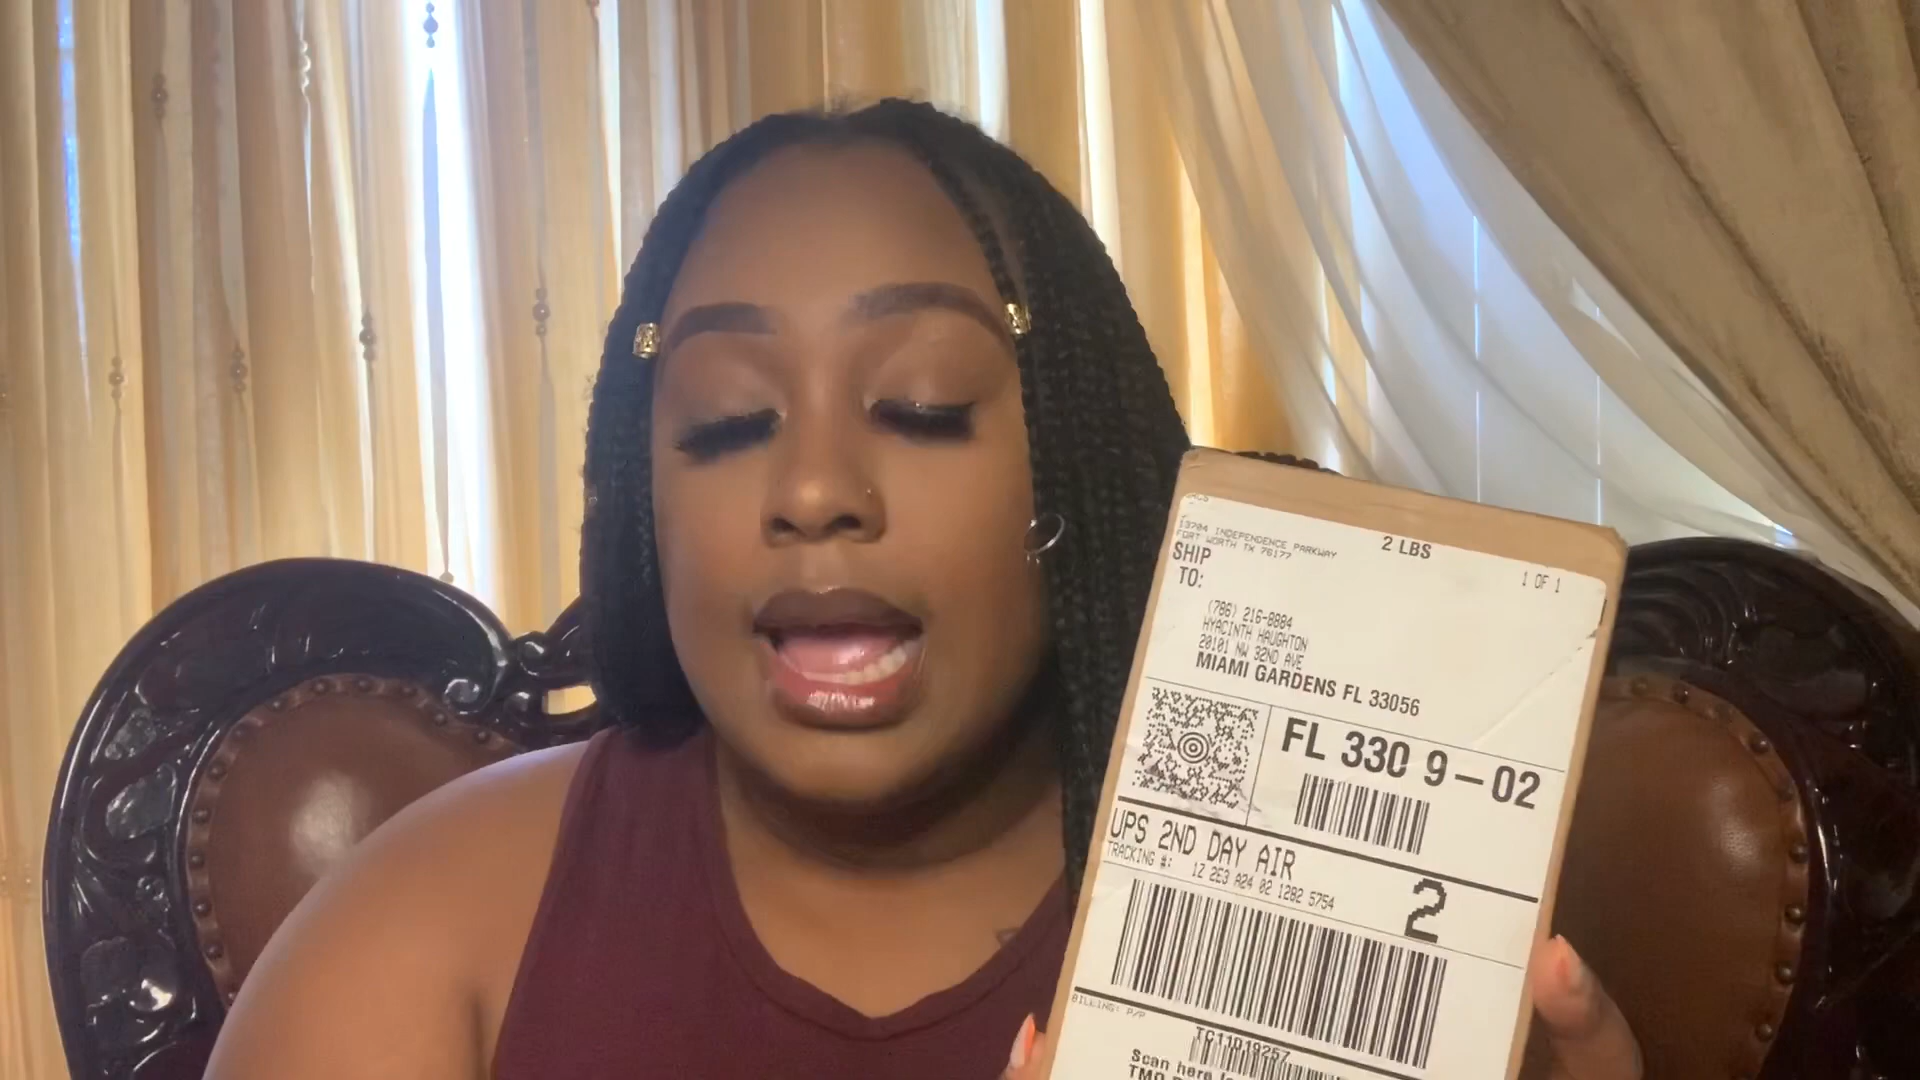 13704 INDEPENDENCE PARKWAY
FORT WORTH TX 76177
2 LBS
1 OF 1
SHIP
TO:
(786) 216-8884
HYACINTH HAUGHTON
20101 NW 32ND AVE
MIAMI GARDENS FL 33056
FL 330 9-02
UPS 2ND DAY AIR
TRACKING #: 1Z 2E3 A24 02 1282 5754
2
BILLING: P/P
TC11019257
Scan here